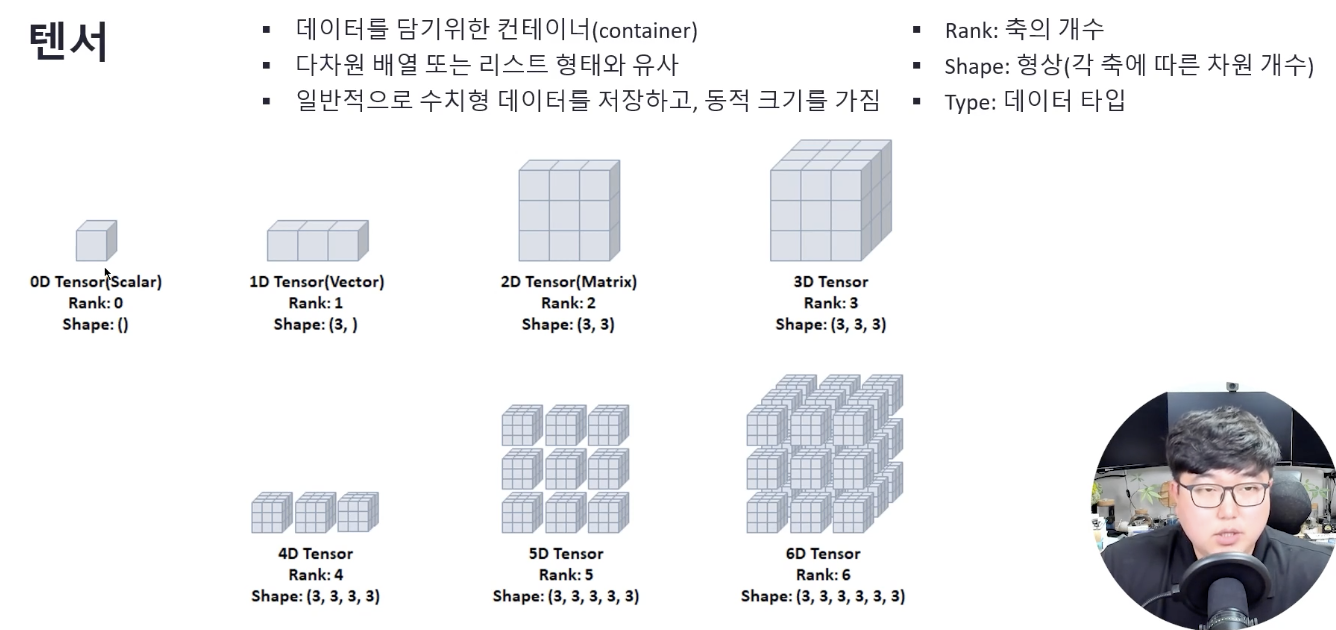 텐서
▪ 데이터를 담기위한 컨테이너(container)
▪ 다차원 배열 또는 리스트 형태와 유사
▪ 일반적으로 수치형 데이터를 저장하고, 동적 크기를 가짐
▪ Rank: 축의 개수
▪ Shape: 형상(각 축에 따른 차원 개수)
▪ Type: 데이터 타입
0D Tensor(Scalar)
Rank: 0
Shape: ()
1D Tensor(Vector)
Rank: 1
Shape: (3, )
2D Tensor(Matrix)
Rank: 2
Shape: (3, 3)
3D Tensor
Rank: 3
Shape: (3, 3, 3)
4D Tensor
Rank: 4
Shape: (3, 3, 3, 3)
5D Tensor
Rank: 5
Shape: (3, 3, 3, 3, 3)
6D Tensor
Rank: 6
Shape: (3, 3, 3, 3, 3, 3)